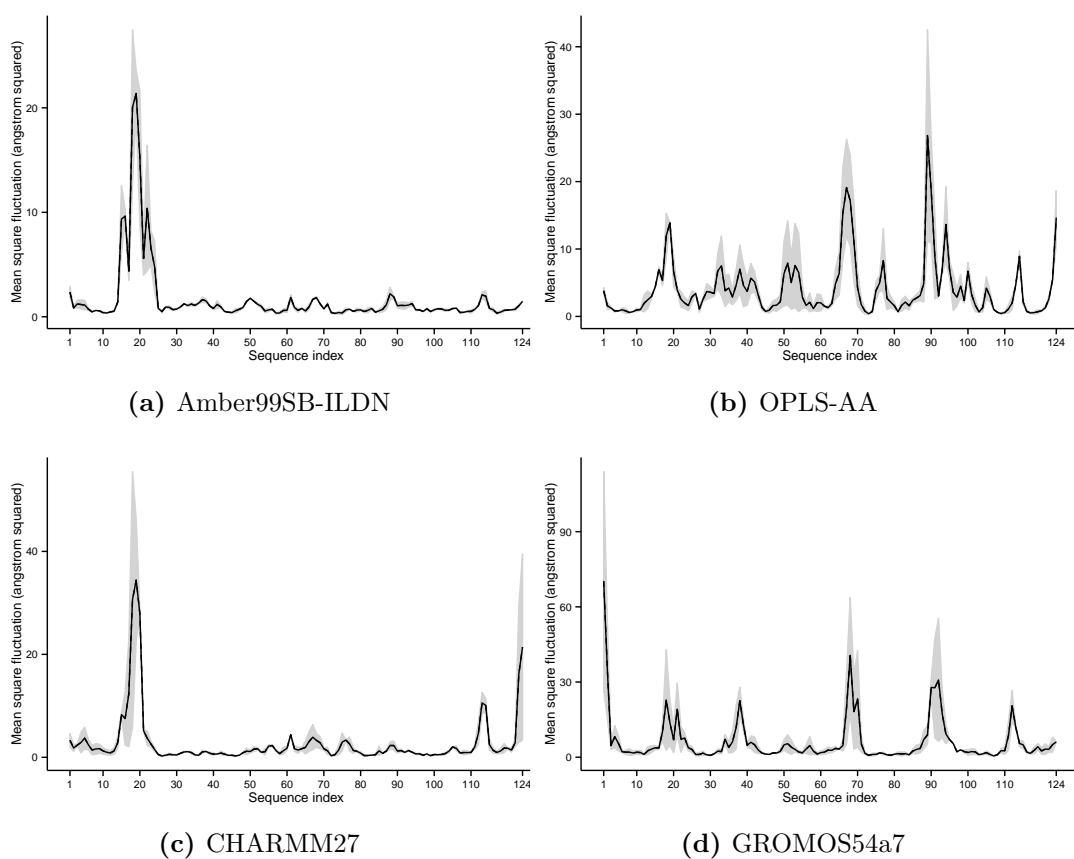 Mean square fluctuation (angstrom squared)
20
10
0
1 10 20 30 40 50 60 70 80 90 100 110 124
Sequence index
(a) Amber99SB-ILDN
Mean square fluctuation (angstrom squared)
40
30
20
10
0
1 10 20 30 40 50 60 70 80 90 100 110 124
Sequence index
(b) OPLS-AA
Mean square fluctuation (angstrom squared)
40
20
0
1 10 20 30 40 50 60 70 80 90 100 110 124
Sequence index
(c) CHARMM27
Mean square fluctuation (angstrom squared)
90
60
30
0
1 10 20 30 40 50 60 70 80 90 100 110 124
Sequence index
(d) GROMOS54a7